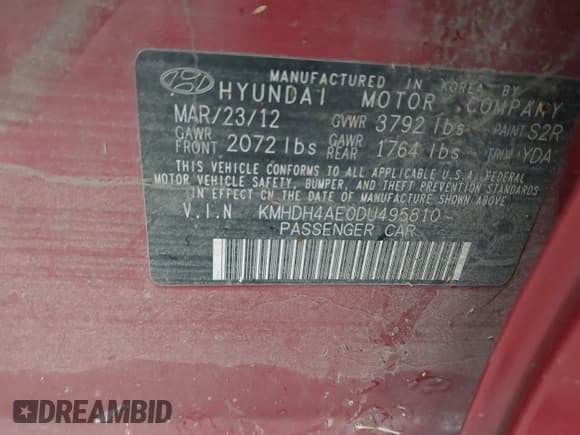 MANUFACTURED IN KOREA BY
HYUNDAI MOTOR COMPANY
MAR/23/12 GVWR 3792 lbs PAINT S2R
GAWR FRONT 2072 lbs GAWR REAR 1764 lbs TRIM YDA
THIS VEHICLE CONFORMS TO ALL APPLICABLE U.S.A FEDERAL
MOTOR VEHICLE SAFETY, BUMPER, AND THEFT PREVENTION STANDARDS
IN EFFECT ON THE DATE OF MANUFACTURE SHOWN ABOVE.
V.I.N KMHDH4AE0DU495810
PASSENGER CAR
DREAMBID